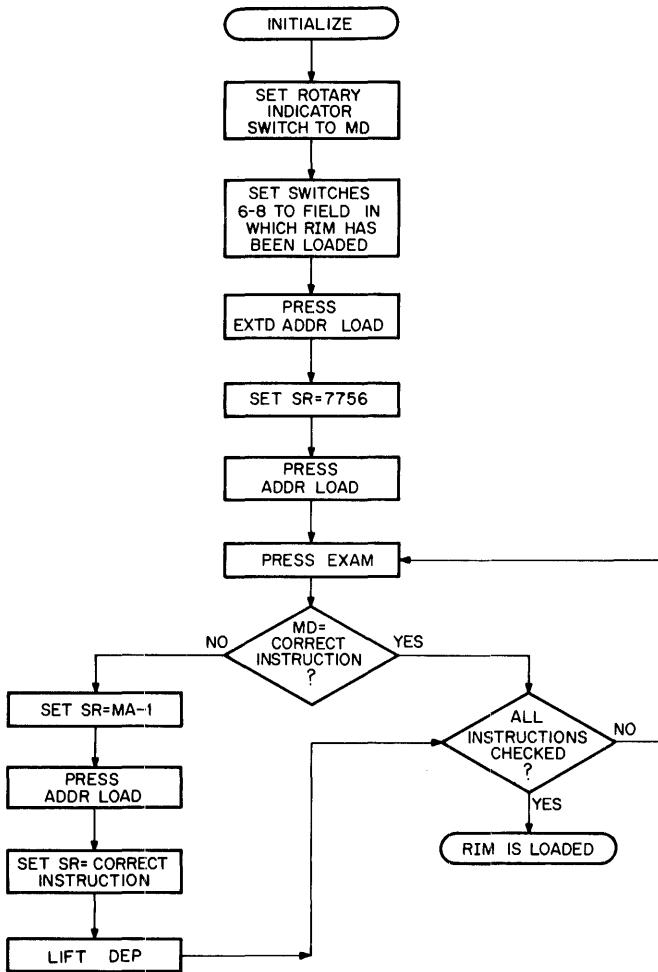 INITIALIZE
SET ROTARY
INDICATOR
SWITCH TO MD
SET SWITCHES
6-8 TO FIELD IN
WHICH RIM HAS
BEEN LOADED
PRESS
EXTD ADDR LOAD
SET SR=7756
PRESS
ADDR LOAD
PRESS EXAM
MD=
CORRECT
INSTRUCTION
?
NO
YES
SET SR=MA-1
PRESS
ADDR LOAD
SET SR=CORRECT
INSTRUCTION
LIFT DEP
ALL
INSTRUCTIONS
CHECKED
?
NO
YES
RIM IS LOADED